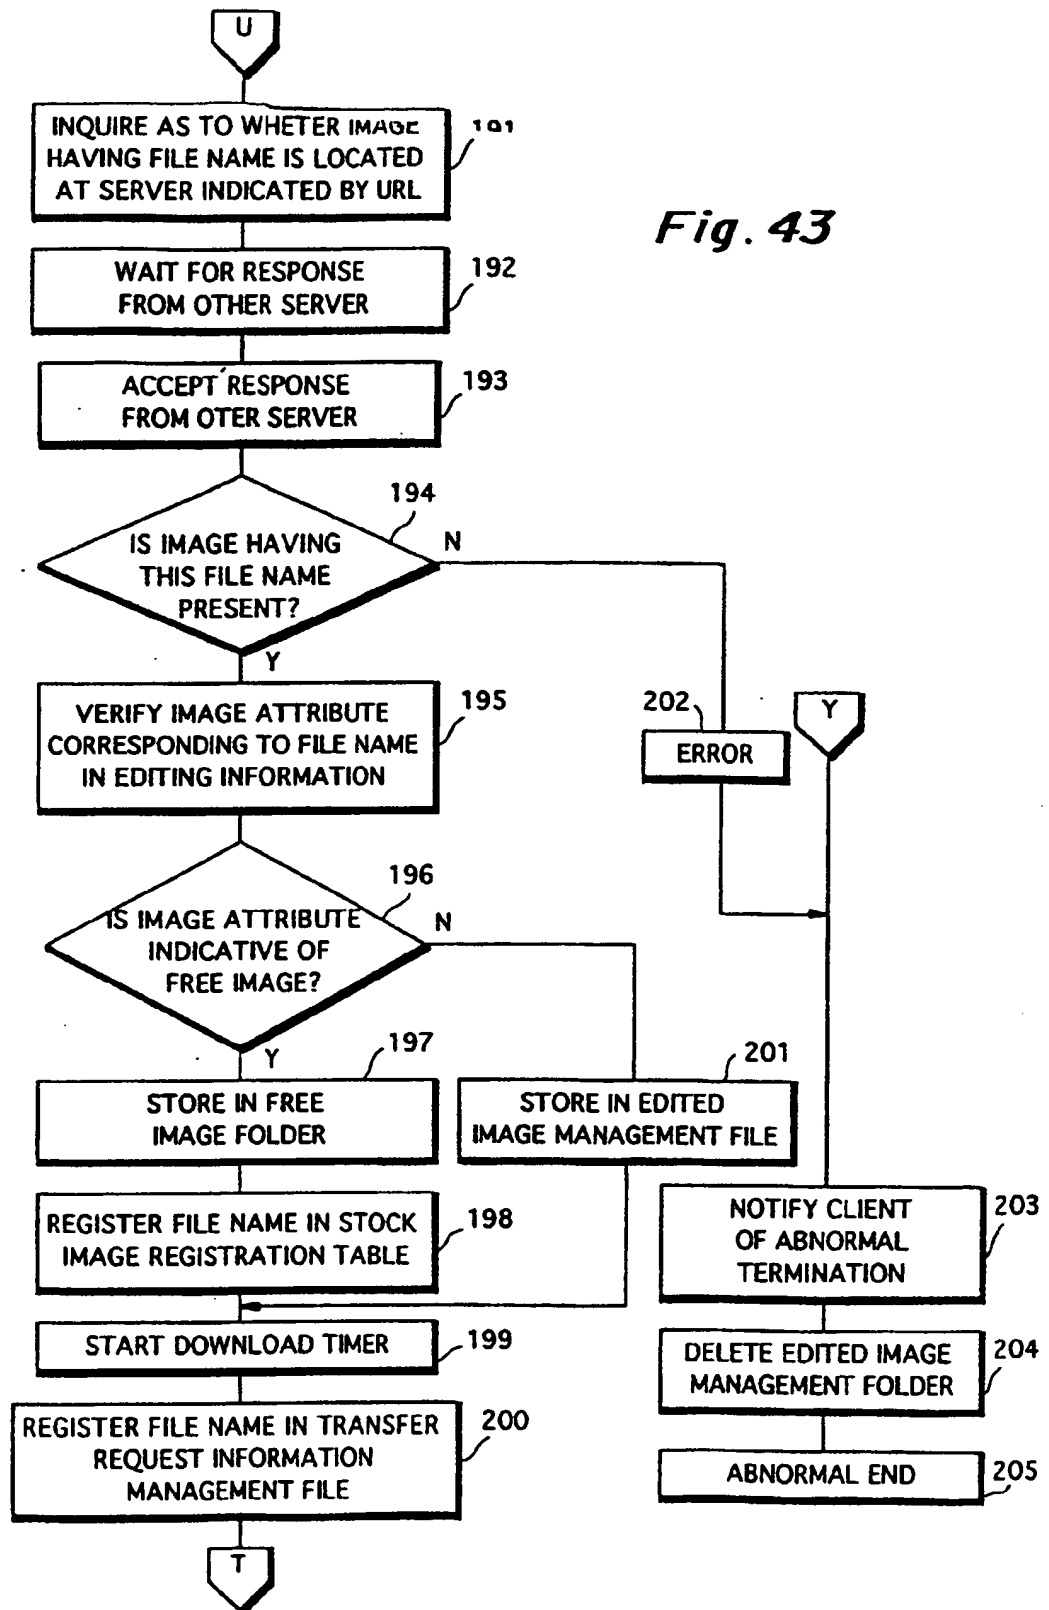 U
INQUIRE AS TO WHETER IMAGE
HAVING FILE NAME IS LOCATED
AT SERVER INDICATED BY URL
191
Fig. 43
WAIT FOR RESPONSE
FROM OTHER SERVER
192
ACCEPT RESPONSE
FROM OTER SERVER
193
194
IS IMAGE HAVING
THIS FILE NAME
PRESENT?
N
Y
VERIFY IMAGE ATTRIBUTE
CORRESPONDING TO FILE NAME
IN EDITING INFORMATION
195
202
ERROR
Y
196
IS IMAGE ATTRIBUTE
INDICATIVE OF
FREE IMAGE?
N
Y
197
STORE IN FREE
IMAGE FOLDER
201
STORE IN EDITED
IMAGE MANAGEMENT FILE
REGISTER FILE NAME IN STOCK
IMAGE REGISTRATION TABLE
198
START DOWNLOAD TIMER
199
REGISTER FILE NAME IN TRANSFER
REQUEST INFORMATION
MANAGEMENT FILE
200
T
NOTIFY CLIENT
OF ABNORMAL
TERMINATION
203
DELETE EDITED IMAGE
MANAGEMENT FOLDER
204
ABNORMAL END
205